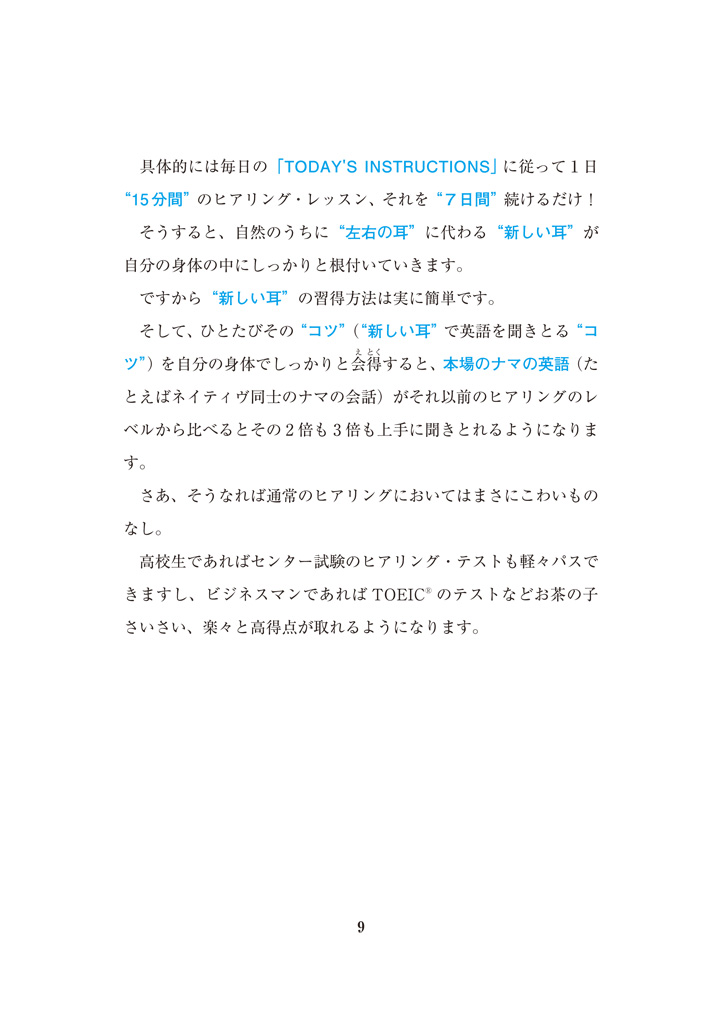 具体的には毎日の「TODAY'S INSTRUCTIONS」に従って１日
“15分間”のヒアリング・レッスン、それを“７日間”続けるだけ！
そうすると、自然のうちに“左右の耳”に代わる“新しい耳”が
自分の身体の中にしっかりと根付いていきます。
ですから“新しい耳”の習得方法は実に簡単です。
そして、ひとたびその“コツ”（“新しい耳”で英語を聞きとる“コ
え とく
ツ”）を自分の身体でしっかりと会得すると、本場のナマの英語（た
とえばネイティヴ同士のナマの会話）がそれ以前のヒアリングのレ
ベルから比べるとその２倍も３倍も上手に聞きとれるようになりま
す。
さあ、そうなれば通常のヒアリングにおいてはまさにこわいもの
なし。
高校生であればセンター試験のヒアリング・テストも軽々パスで
きますし、ビジネスマンであれば TOEIC® のテストなどお茶の子
さいさい、楽々と高得点が取れるようになります。
9